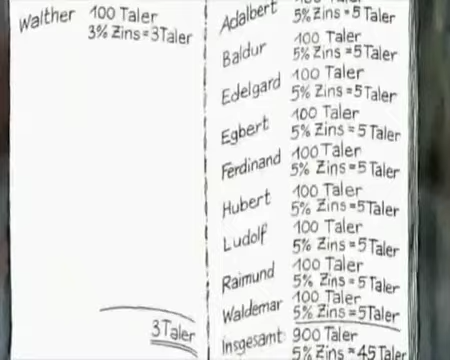 Walther 100 Taler
3% Zins = 3 Taler
3 Taler
Adalbert
5% Zins = 5 Taler
Baldur 100 Taler
5% Zins = 5 Taler
Edelgard 100 Taler
5% Zins = 5 Taler
Egbert 100 Taler
5% Zins = 5 Taler
Ferdinand 100 Taler
5% Zins = 5 Taler
Hubert 100 Taler
5% Zins = 5 Taler
Ludolf 100 Taler
5% Zins = 5 Taler
Raimund 100 Taler
5% Zins = 5 Taler
Waldemar 100 Taler
5% Zins = 5 Taler
Insgesamt 900 Taler
5% Zins = 45 Taler